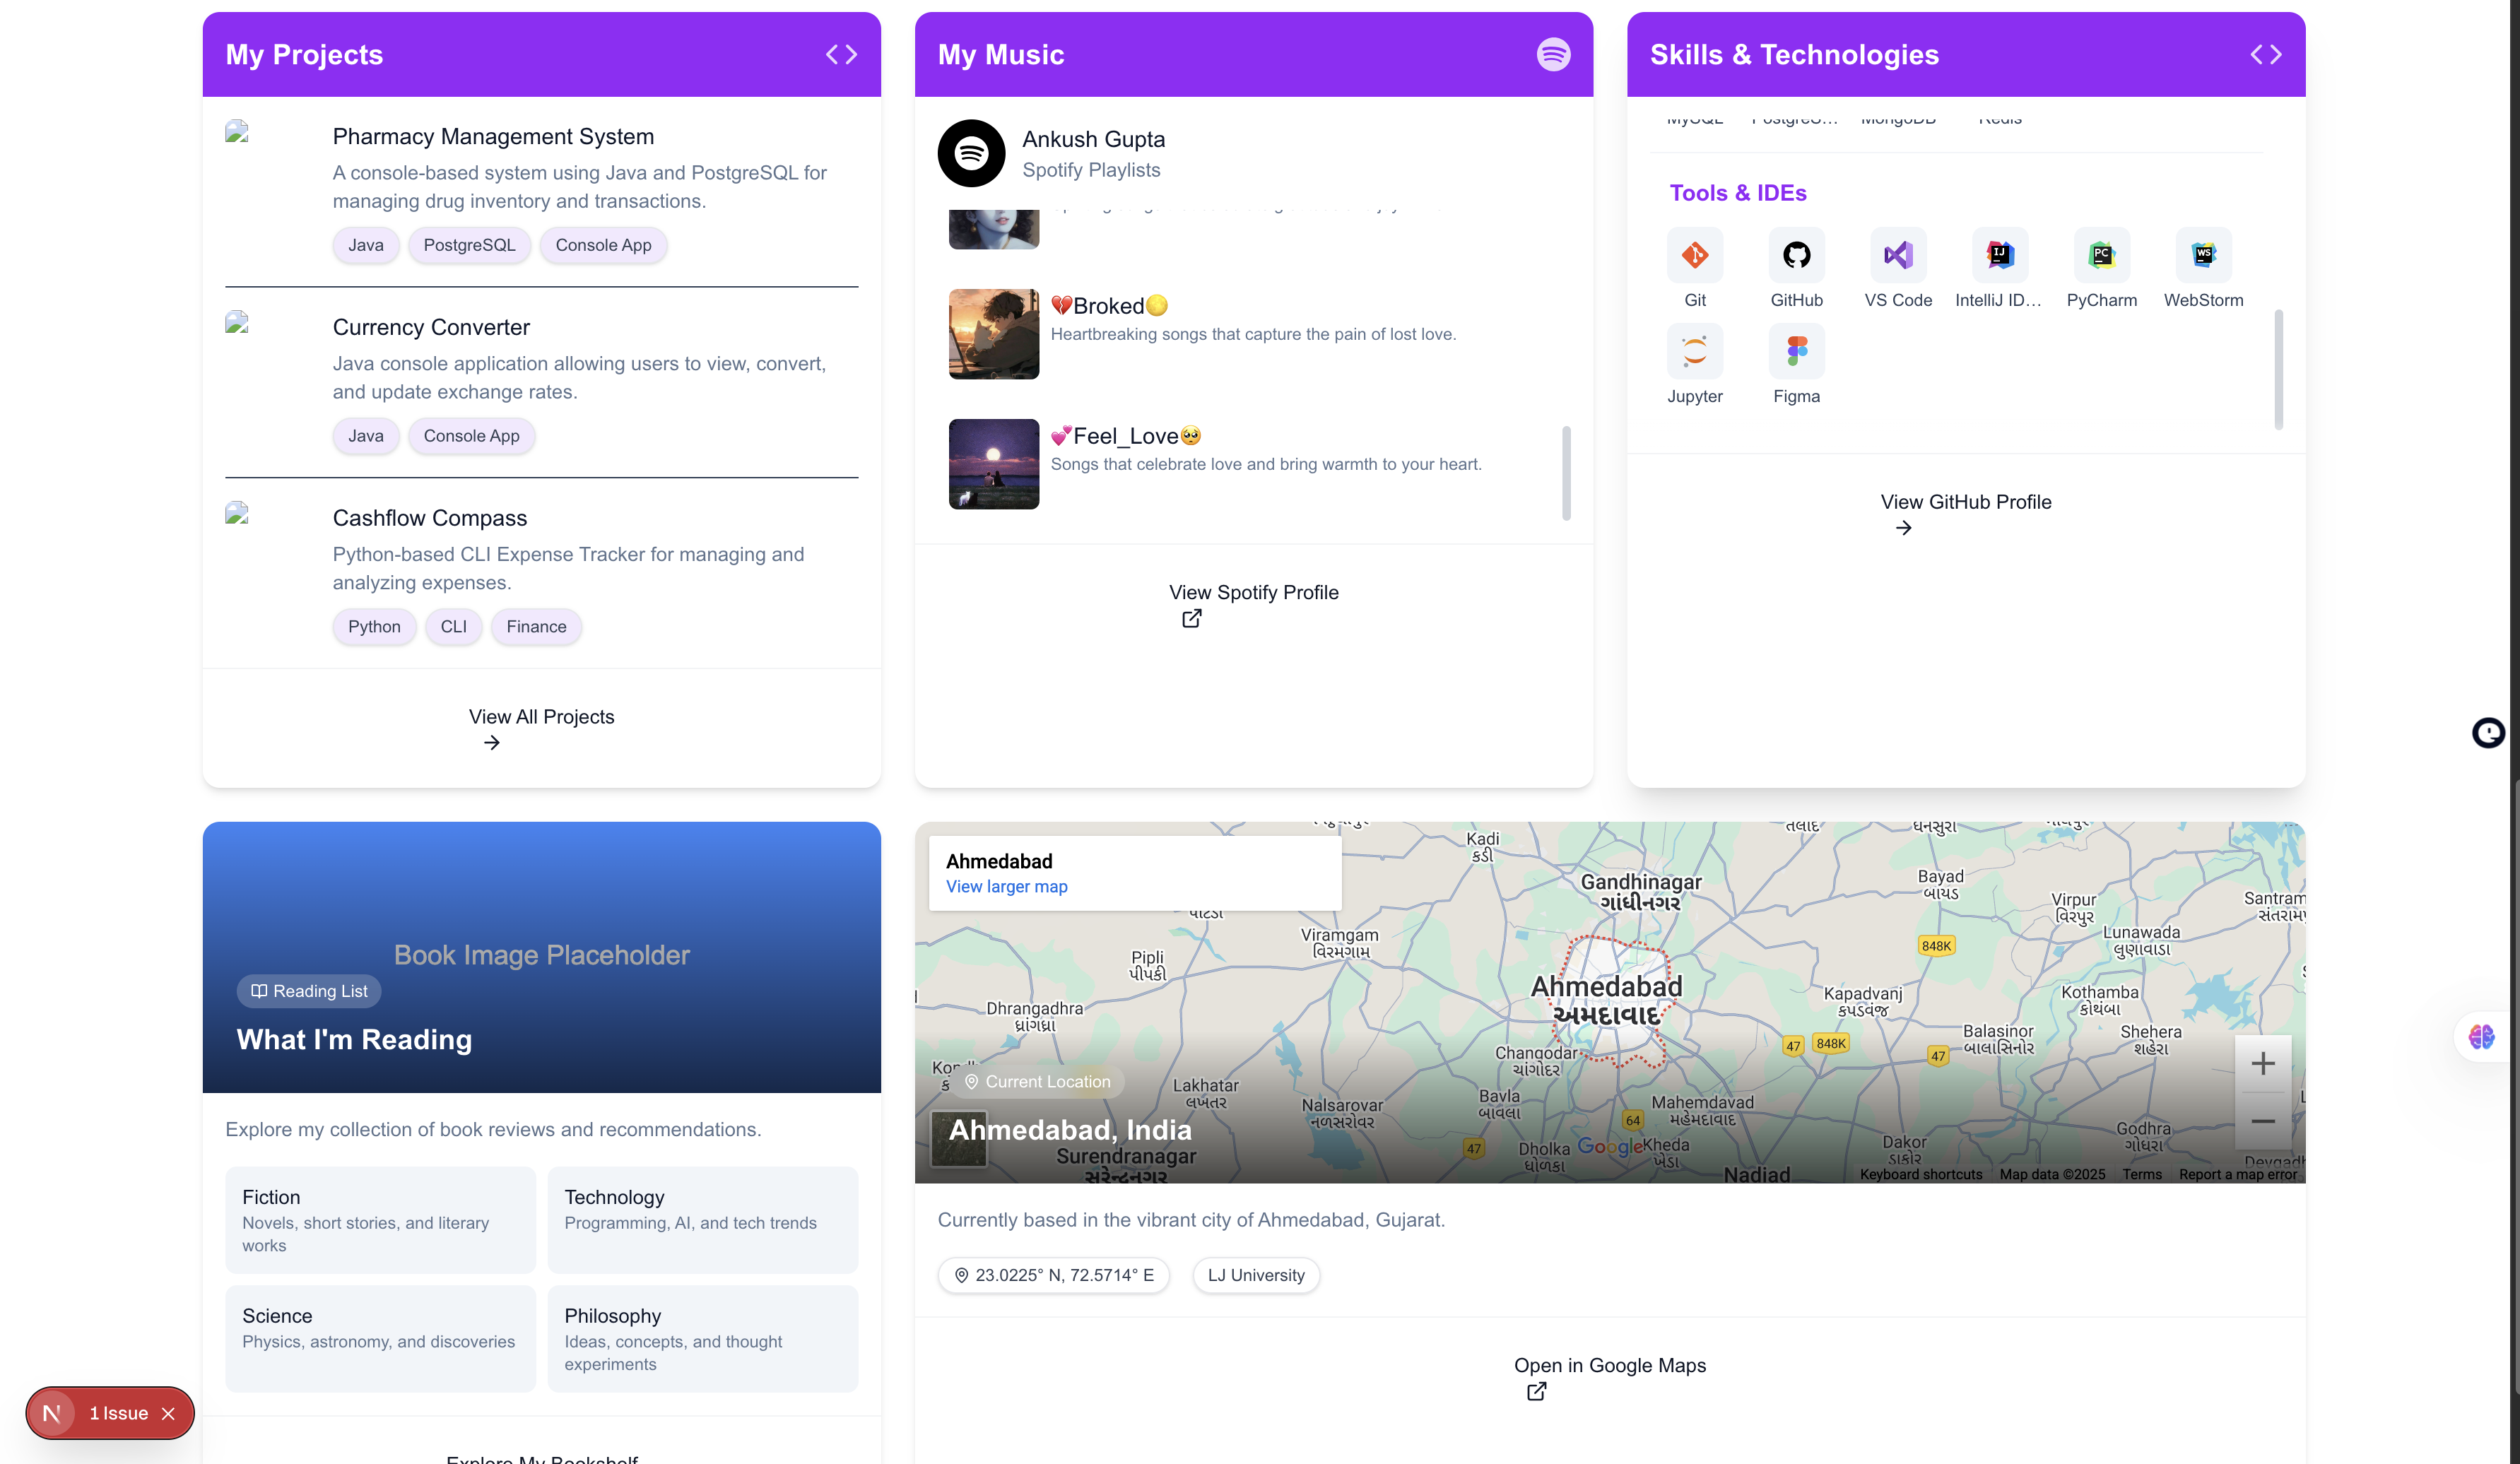 My Projects
Pharmacy Management System
A console-based system using Java and PostgreSQL for
managing drug inventory and transactions.
Java PostgreSQL Console App
Currency Converter
Java console application allowing users to view, convert,
and update exchange rates.
Java Console App
Cashflow Compass
Python-based CLI Expense Tracker for managing and
analyzing expenses.
Python CLI Finance
View All Projects
My Music
Ankush Gupta
Spotify Playlists
💔Broked🌕
Heartbreaking songs that capture the pain of lost love.
💕Feel_Love🥺
Songs that celebrate love and bring warmth to your heart.
View Spotify Profile
Skills & Technologies
MySQL PostgreS... MongoDB Redis
Tools & IDEs
Git GitHub VS Code IntelliJ ID... PyCharm WebStorm
IJ PC WS
Jupyter Figma
View GitHub Profile
Book Image Placeholder
Reading List
What I'm Reading
Explore my collection of book reviews and recommendations.
Fiction
Novels, short stories, and literary
works
Technology
Programming, AI, and tech trends
Science
Physics, astronomy, and discoveries
Philosophy
Ideas, concepts, and thought
experiments
Explore My Bookshelf
N 1 Issue
Ahmedabad
View larger map
Kadi
કડી
Gandhinagar
ગાંધીનગર
Bayad
બાયડ
Virpur
વિરપુર
Santram
Viramgam
વિરમગામ
Pipli
પીપકી
848K
Lunawada
લુણાવાડા
Ahmedabad
અમદાવાદ
Dhrangadhra
ધ્રાંગધ્રા
Kapadvanj
કપડવંજ
Kothamba
કોથંબા
Balasinor
બાલાસિનોર
Shehera
શહેરા
47 848K 47
Changodar
ચાંગોદર
Current Location
Lakhatar
લખતર
Nalsarovar
નળસરોવર
Bavla
બાવલા
Mahemdavad
મહેમદાવાદ
64
47
Ahmedabad, India
Surendranagar
સુરેન્દ્રનગર
Dholka
ધોળકા
Google
Kheda
ખેડા
Dakor
ડાકોર
Godhra
ગોધરા
Nadiad
Keyboard shortcuts Map data ©2025 Terms Report a map error
Currently based in the vibrant city of Ahmedabad, Gujarat.
23.0225° N, 72.5714° E LJ University
Open in Google Maps